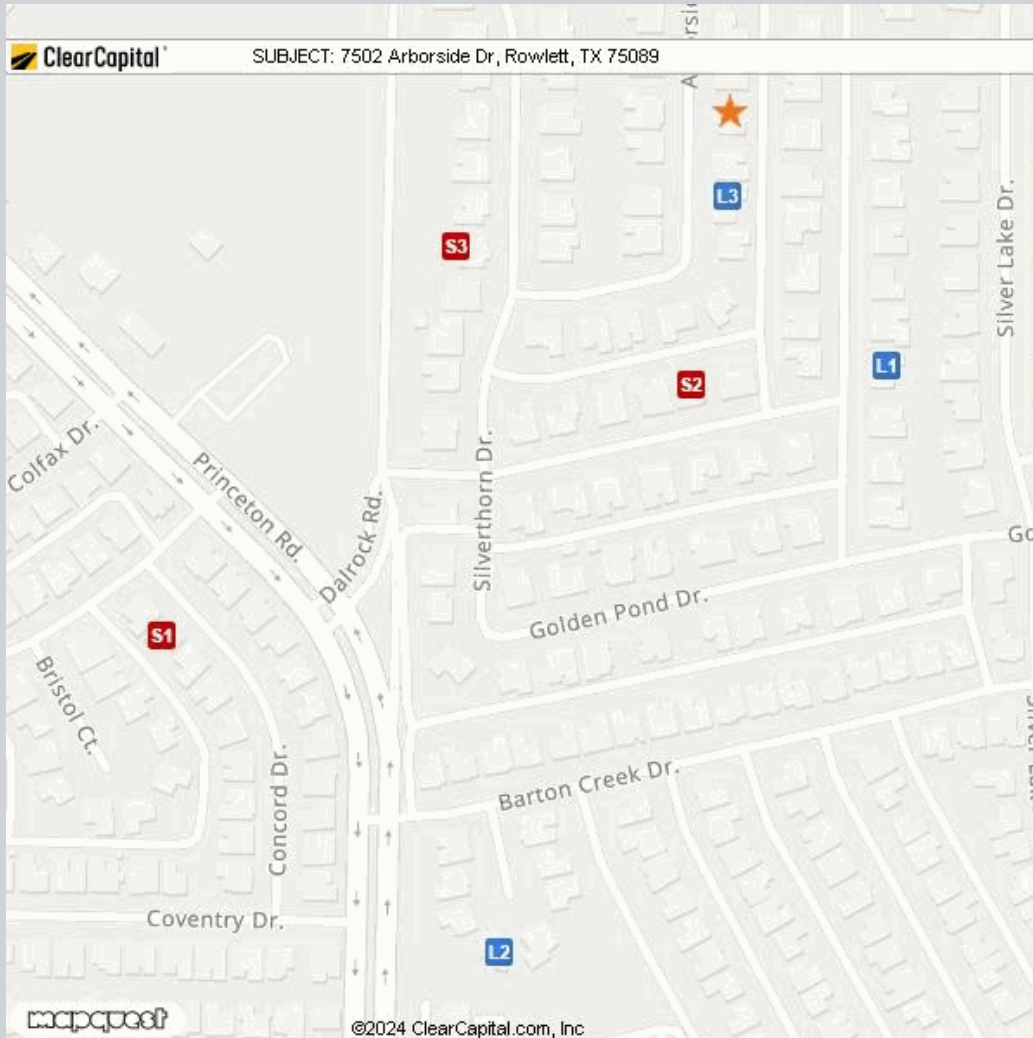 ClearCapital
SUBJECT: 7502 Arborside Dr, Rowlett, TX 75089
L3
S3
Silver Lake Dr.
L1
S2
Colfax Dr.
Princeton Rd.
Dalrock Rd.
Silverthorn Dr.
Golden Pond Dr.
S1
Bristol Ct.
Concord Dr.
Barton Creek Dr.
Coventry Dr.
L2
mapquest
©2024 ClearCapital.com, Inc